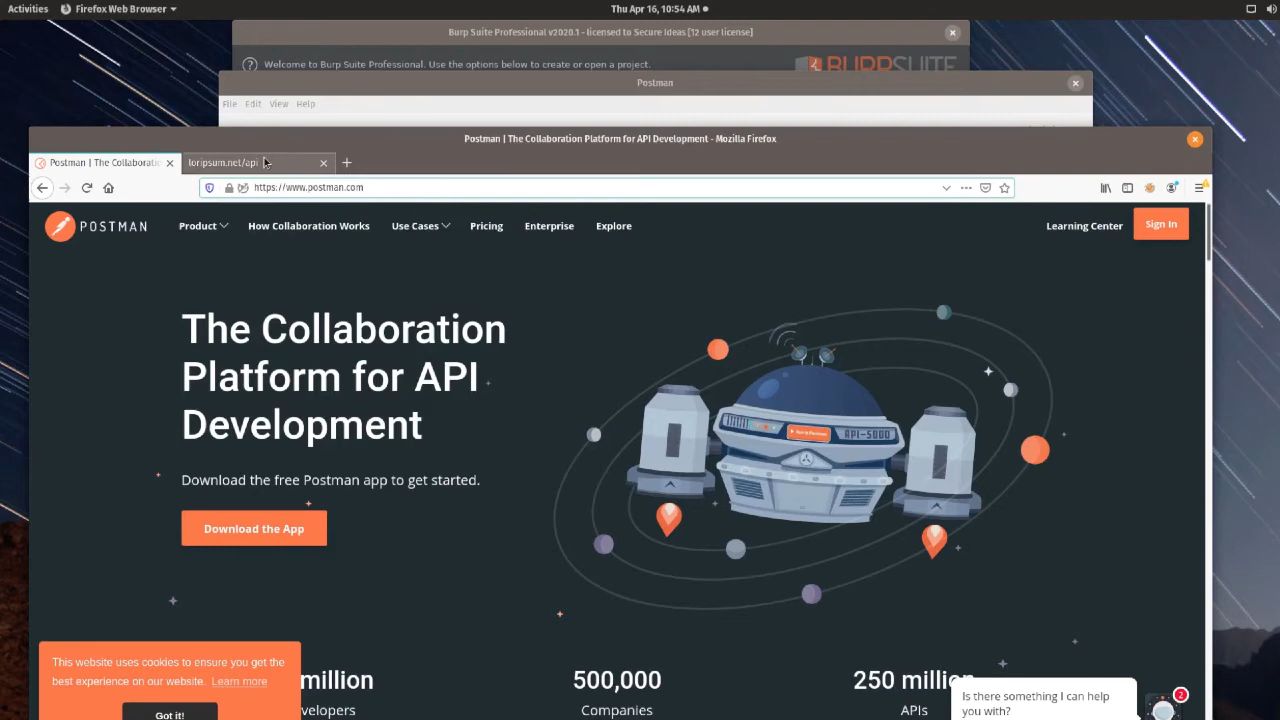 Activities
Firefox Web Browser
Thu Apr 16, 10:54 AM
Burp Suite Professional v2020.1 - licensed to Secure Ideas [12 user license]
Welcome to Burp Suite Professional. Use the options below to create or open a project.
BURPSUITE
Postman
File Edit View Help
Postman | The Collaboration Platform for API Development - Mozilla Firefox
Postman | The Collaboratio
loripsum.net/api
https://www.postman.com
POSTMAN
Product
How Collaboration Works
Use Cases
Pricing
Enterprise
Explore
Learning Center
Sign In
The Collaboration
Platform for API
Development
Download the free Postman app to get started.
Download the App
API-5000
This website uses cookies to ensure you get the
best experience on our website. Learn more
Got it!
million
velopers
500,000
Companies
250 million
APIs
Is there something I can help
you with?
2